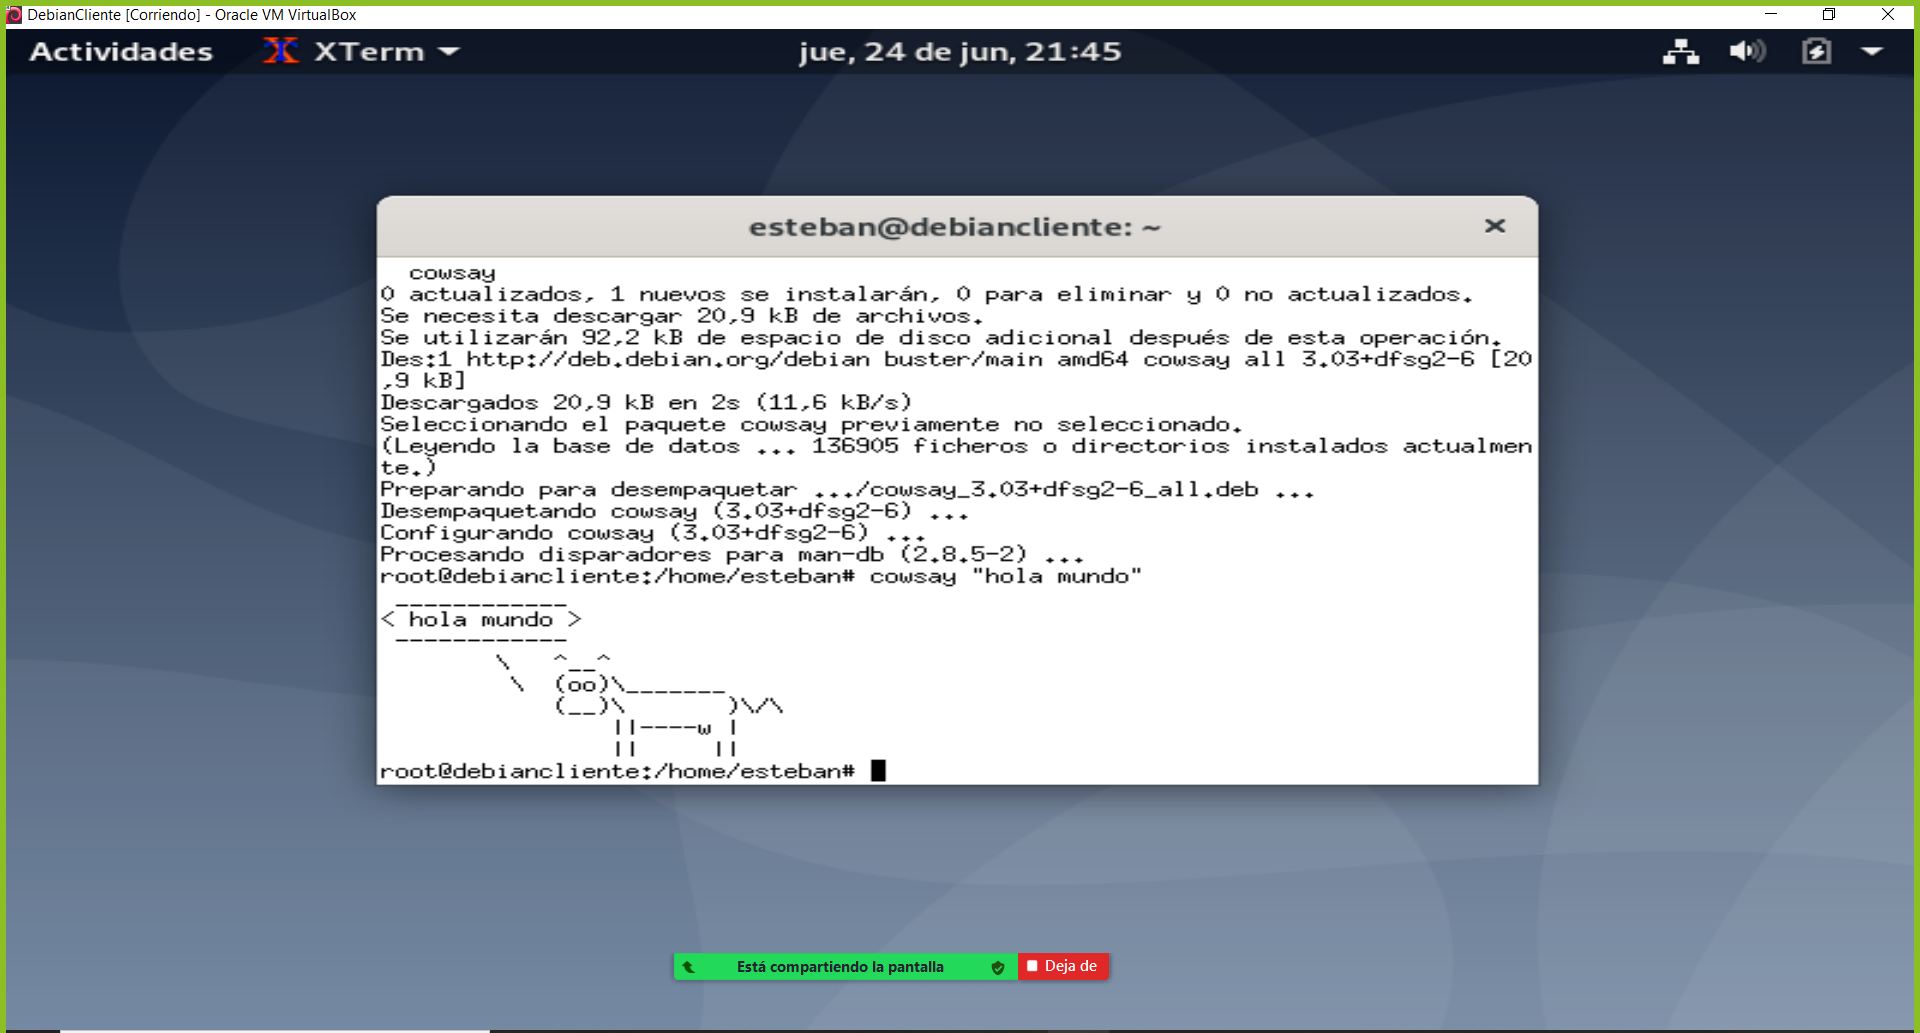 DebianCliente [Corriendo] - Oracle VM VirtualBox
Actividades XTerm jue, 24 de jun, 21:45
esteban@debiancliente: ~
  cowsay
0 actualizados, 1 nuevos se instalarán, 0 para eliminar y 0 no actualizados.
Se necesita descargar 20,9 kB de archivos.
Se utilizarán 92,2 kB de espacio de disco adicional después de esta operación.
Des:1 http://deb.debian.org/debian buster/main amd64 cowsay all 3.03+dfsg2-6 [20
,9 kB]
Descargados 20,9 kB en 2s (11,6 kB/s)
Seleccionando el paquete cowsay previamente no seleccionado.
(Leyendo la base de datos ... 136905 ficheros o directorios instalados actualmen
te.)
Preparando para desempaquetar .../cowsay_3.03+dfsg2-6_all.deb ...
Desempaquetando cowsay (3.03+dfsg2-6) ...
Configurando cowsay (3.03+dfsg2-6) ...
Procesando disparadores para man-db (2.8.5-2) ...
root@debiancliente:/home/esteban# cowsay "hola mundo"
 ____________
< hola mundo >
 ------------
        \   ^__^
         \  (oo)\_______
            (__)\       )\/\
                ||----w |
                ||     ||
root@debiancliente:/home/esteban#
Está compartiendo la pantalla Deja de